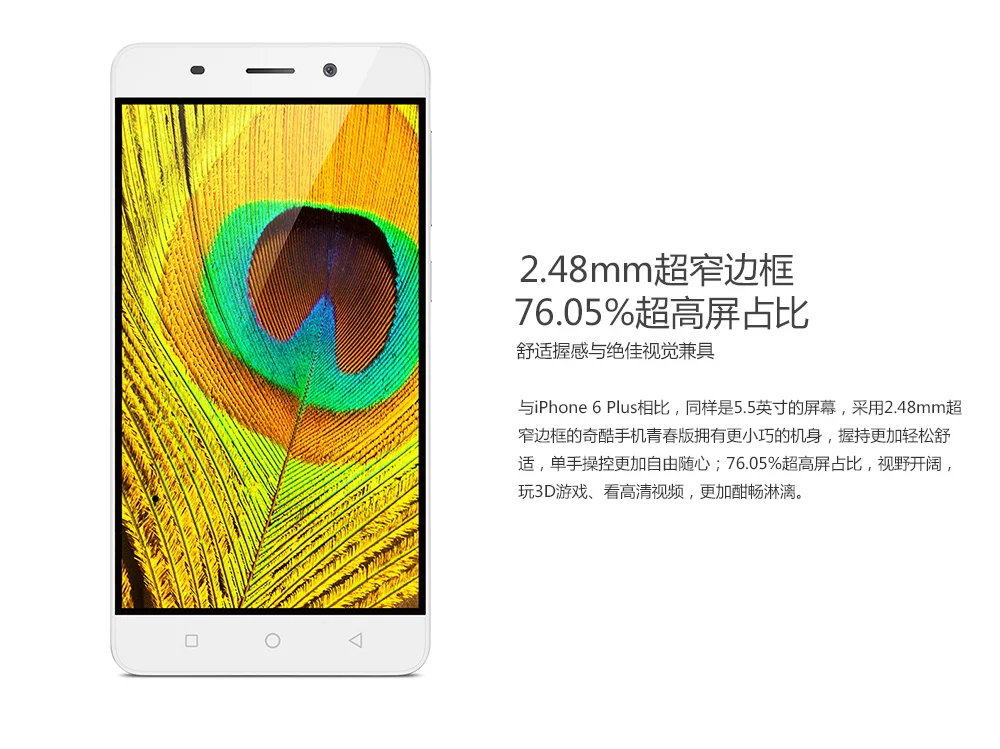 2.48mm超窄边框
76.05%超高屏占比
舒适握感与绝佳视觉兼具
与iPhone 6 Plus相比，同样是5.5英寸的屏幕，采用2.48mm超
窄边框的奇酷手机青春版拥有更小巧的机身，握持更加轻松舒
适，单手操控更加自由随心；76.05%超高屏占比，视野开阔，
玩3D游戏、看高清视频，更加酣畅淋漓。